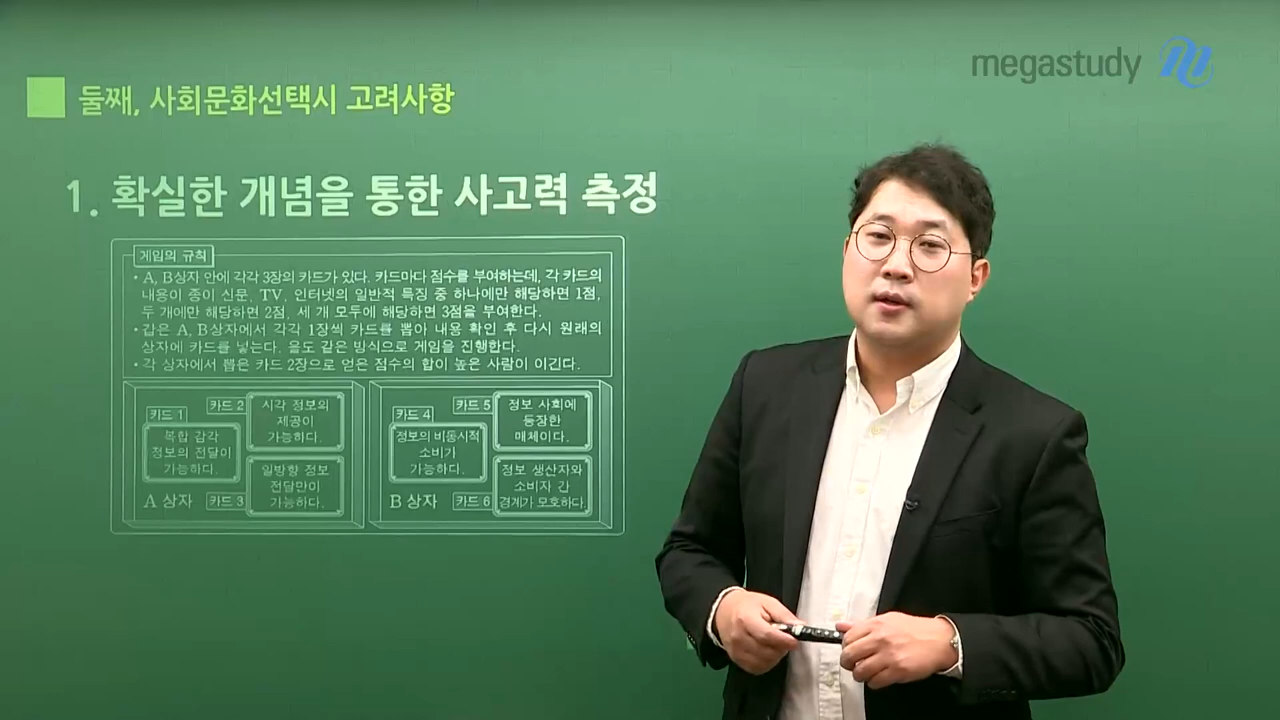 megastudy
둘째, 사회문화선택시 고려사항
1. 확실한 개념을 통한 사고력 측정
게임의 규칙
• A, B상자 안에 각각 3장의 카드가 있다. 카드마다 점수를 부여하는데, 각 카드의
내용이 종이 신문, TV, 인터넷의 일반적 특징 중 하나에만 해당하면 1점,
두 개에만 해당하면 2점, 세 개 모두에 해당하면 3점을 부여한다.
• 갑은 A, B상자에서 각각 1장씩 카드를 뽑아 내용 확인 후 다시 원래의
상자에 카드를 넣는다. 을도 같은 방식으로 게임을 진행한다.
• 각 상자에서 뽑은 카드 2장으로 얻은 점수의 합이 높은 사람이 이긴다.
카드 1
복합 감각
정보의 전달이
가능하다.
카드 2
시각 정보의
제공이
가능하다.
일방향 정보
전달만이
가능하다.
A 상자
카드 3
카드 4
정보의 비동시적
소비가
가능하다.
카드 5
정보 사회에
등장한
매체이다.
정보 생산자와
소비자 간
경계가 모호하다.
B 상자
카드 6